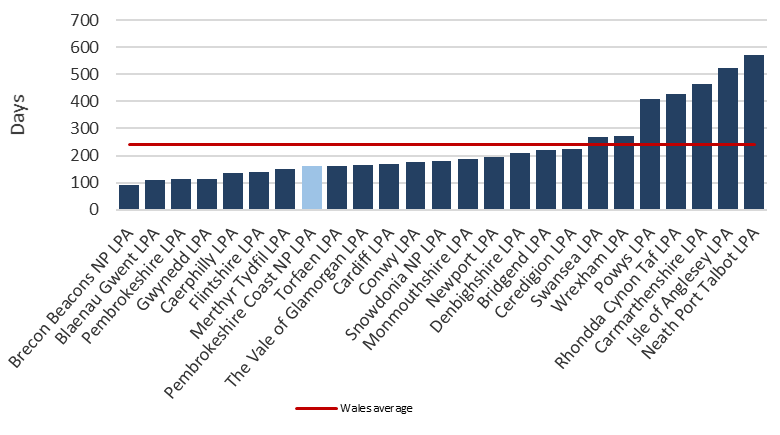 700
600
500
400
300
200
100
0
Days
Brecon Beacons NP LPA
Blaenau Gwent LPA
Pembrokeshire LPA
Gwynedd LPA
Caerphilly LPA
Flintshire LPA
Merthyr Tydfil LPA
Pembrokeshire Coast NP LPA
Torfaen LPA
The Vale of Glamorgan LPA
Cardiff LPA
Conwy LPA
Snowdonia NP LPA
Monmouthshire LPA
Newport LPA
Denbighshire LPA
Bridgend LPA
Ceredigion LPA
Swansea LPA
Wrexham LPA
Powys LPA
Rhondda Cynon Taf LPA
Carmarthenshire LPA
Isle of Anglesey LPA
Neath Port Talbot LPA
Wales average